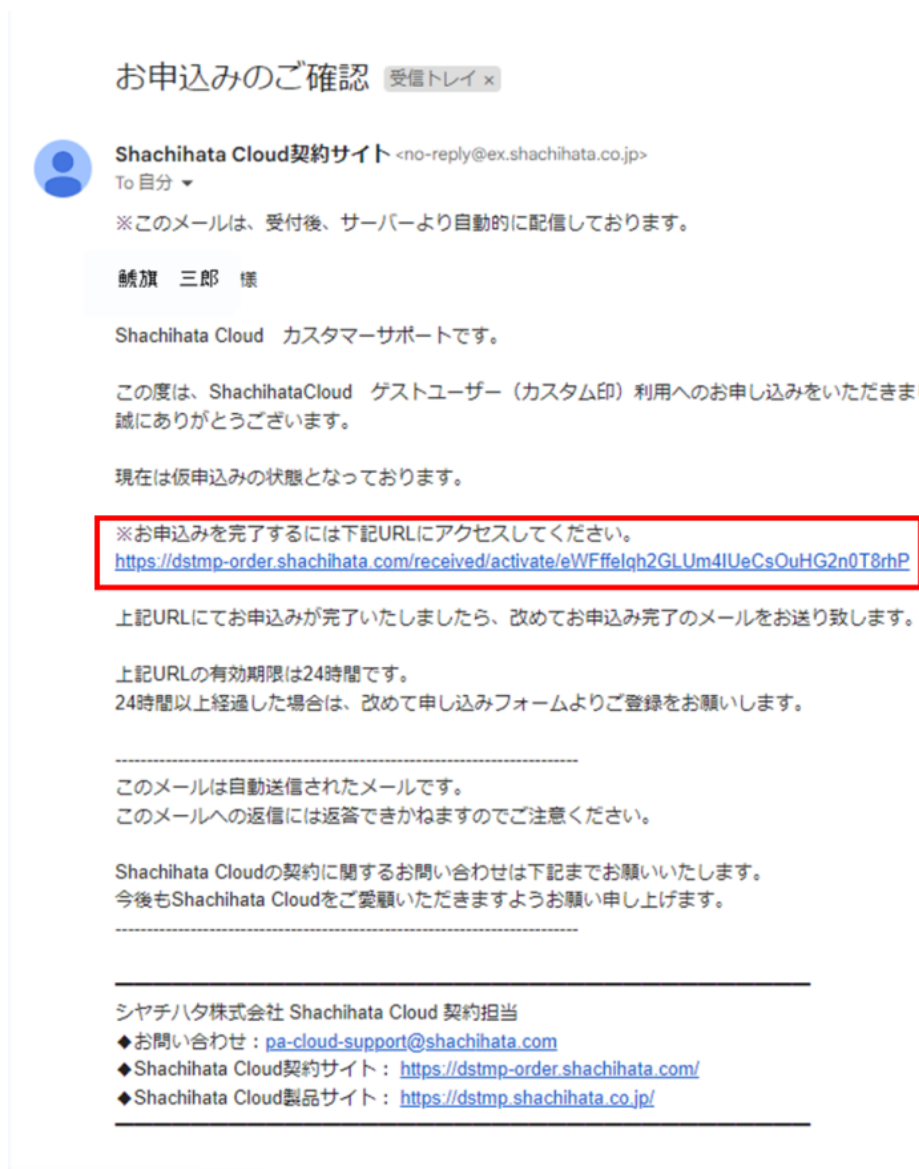 お申込みのご確認 受信トレイ ×
Shachihata Cloud契約サイト <no-reply@ex.shachihata.co.jp>
To 自分
※このメールは、受付後、サーバーより自動的に配信しております。
鯱旗 三郎 様
Shachihata Cloud カスタマーサポートです。
この度は、ShachihataCloud ゲストユーザー（カスタム印）利用へのお申し込みをいただきま
誠にありがとうございます。
現在は仮申込みの状態となっております。
※お申込みを完了するには下記URLにアクセスしてください。
https://dstmp-order.shachihata.com/received/activate/eWFffeIqh2GLUm4IUeCsOuHG2n0T8rhP
上記URLにてお申込みが完了いたしましたら、改めてお申込み完了のメールをお送り致します。
上記URLの有効期限は24時間です。
24時間以上経過した場合は、改めて申し込みフォームよりご登録をお願いします。
--------------------------------------------------------------------------------
このメールは自動送信されたメールです。
このメールへの返信には返答できかねますのでご注意ください。
Shachihata Cloudの契約に関するお問い合わせは下記までお願いいたします。
今後もShachihata Cloudをご愛顧いただきますようお願い申し上げます。
--------------------------------------------------------------------------------
シヤチハタ株式会社 Shachihata Cloud 契約担当
◆お問い合わせ：pa-cloud-support@shachihata.com
◆Shachihata Cloud契約サイト： https://dstmp-order.shachihata.com/
◆Shachihata Cloud製品サイト： https://dstmp.shachihata.co.jp/